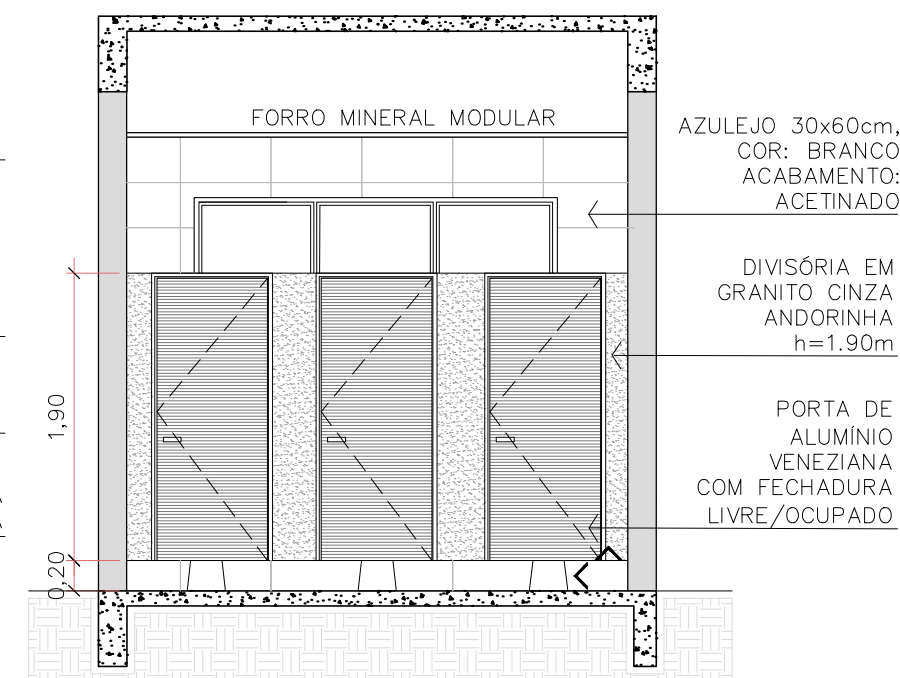 FORRO MINERAL MODULAR
AZULEJO 30x60cm,
COR: BRANCO
ACABAMENTO:
ACETINADO
DIVISÓRIA EM
GRANITO CINZA
ANDORINHA
h=1.90m
PORTA DE
ALUMÍNIO
VENEZIANA
COM FECHADURA
LIVRE/OCUPADO
1,90
0,20